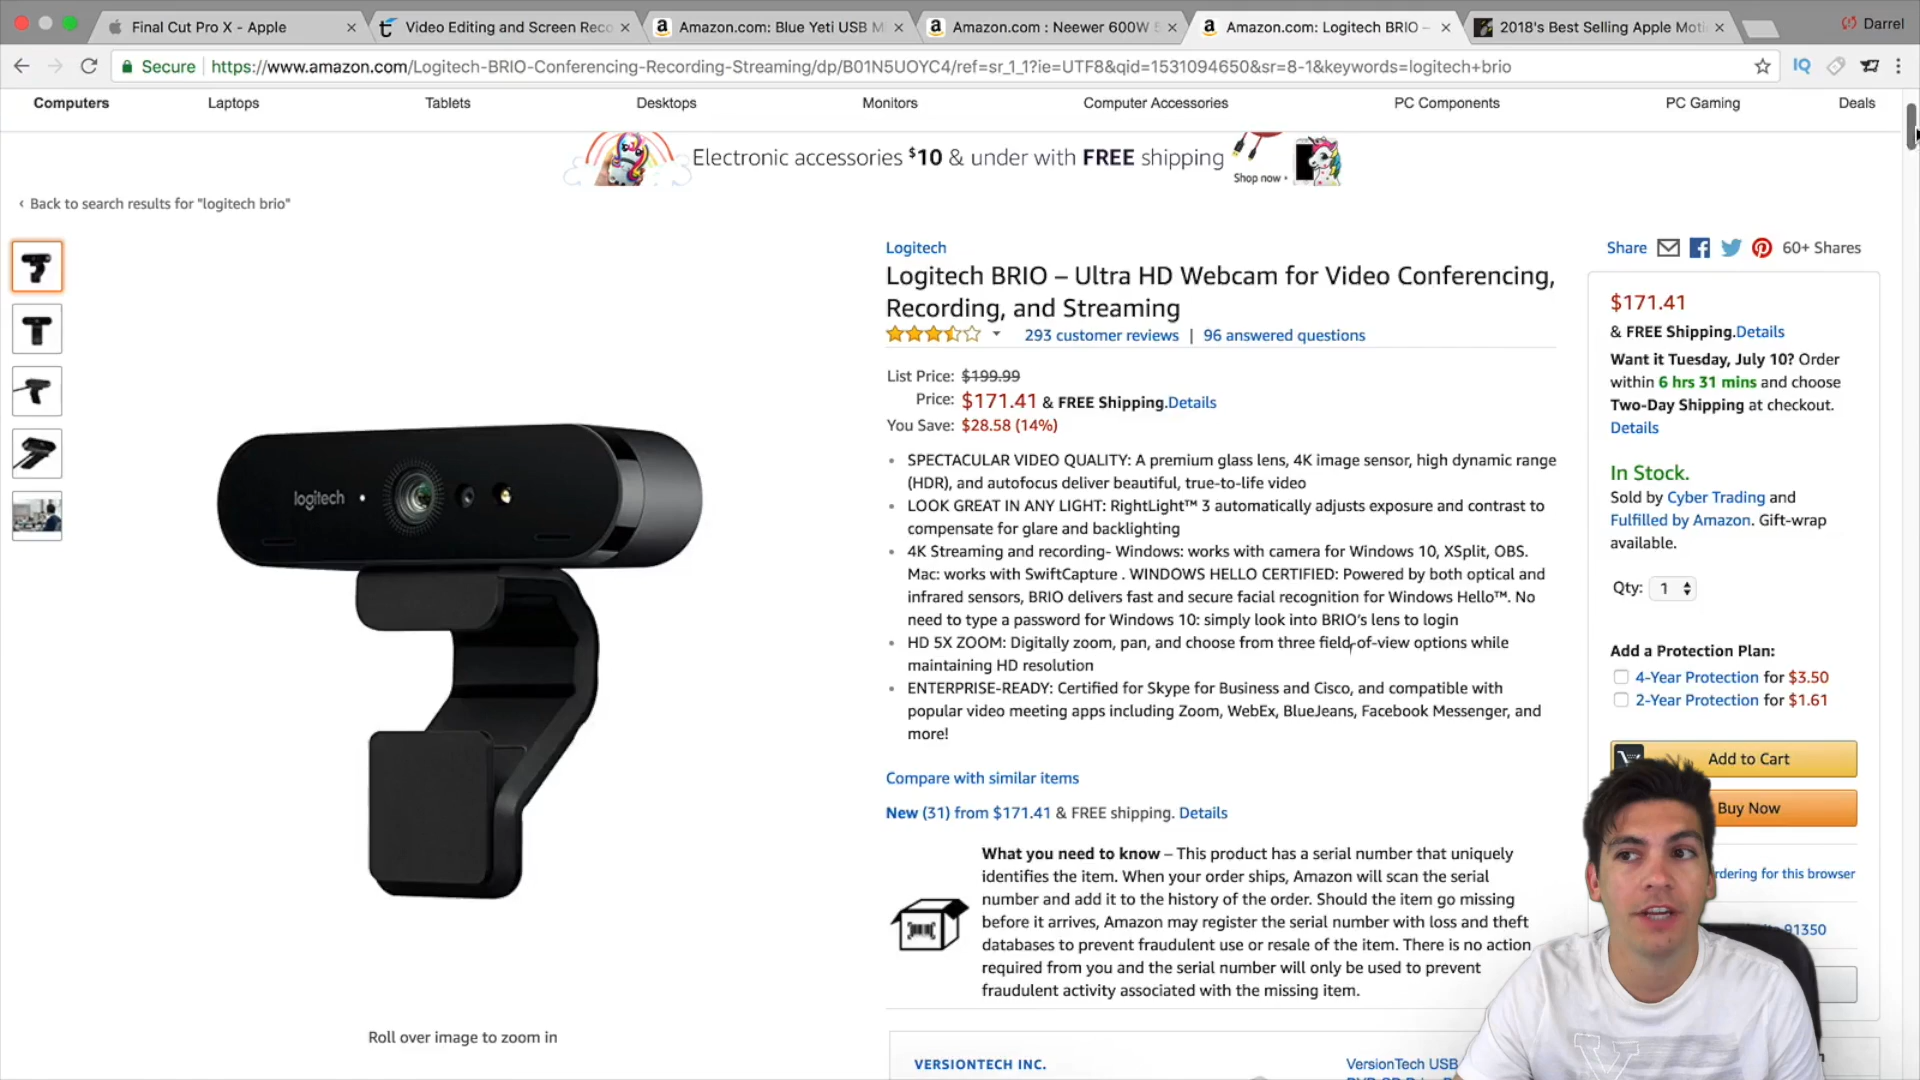 Final Cut Pro X - Apple
Video Editing and Screen Reco
Amazon.com: Blue Yeti USB M
Amazon.com : Neewer 600W
Amazon.com: Logitech BRIO –
2018's Best Selling Apple Moti
Darrel
Secure
https://www.amazon.com/Logitech-BRIO-Conferencing-Recording-Streaming/dp/B01N5UOYC4/ref=sr_1_1?ie=UTF8&qid=1531094650&sr=8-1&keywords=logitech+brio
IQ
Computers
Laptops
Tablets
Desktops
Monitors
Computer Accessories
PC Components
PC Gaming
Deals
Electronic accessories $10 & under with FREE shipping
Shop now ›
‹ Back to search results for "logitech brio"
logitech
Roll over image to zoom in
Logitech
Logitech BRIO – Ultra HD Webcam for Video Conferencing,
Recording, and Streaming
293 customer reviews | 96 answered questions
List Price: $199.99
Price: $171.41 & FREE Shipping.Details
You Save: $28.58 (14%)
• SPECTACULAR VIDEO QUALITY: A premium glass lens, 4K image sensor, high dynamic range
(HDR), and autofocus deliver beautiful, true-to-life video
• LOOK GREAT IN ANY LIGHT: RightLight™ 3 automatically adjusts exposure and contrast to
compensate for glare and backlighting
• 4K Streaming and recording- Windows: works with camera for Windows 10, XSplit, OBS.
Mac: works with SwiftCapture . WINDOWS HELLO CERTIFIED: Powered by both optical and
infrared sensors, BRIO delivers fast and secure facial recognition for Windows Hello™. No
need to type a password for Windows 10: simply look into BRIO’s lens to login
• HD 5X ZOOM: Digitally zoom, pan, and choose from three field-of-view options while
maintaining HD resolution
• ENTERPRISE-READY: Certified for Skype for Business and Cisco, and compatible with
popular video meeting apps including Zoom, WebEx, BlueJeans, Facebook Messenger, and
more!
Compare with similar items
New (31) from $171.41 & FREE shipping. Details
What you need to know – This product has a serial number that uniquely
identifies the item. When your order ships, Amazon will scan the serial
number and add it to the history of the order. Should the item go missing
before it arrives, Amazon may register the serial number with loss and theft
databases to prevent fraudulent use or resale of the item. There is no action
required from you and the serial number will only be used to prevent
fraudulent activity associated with the missing item.
VERSIONTECH INC.
VersionTech USB
Share
60+ Shares
$171.41
& FREE Shipping.Details
Want it Tuesday, July 10? Order
within 6 hrs 31 mins and choose
Two-Day Shipping at checkout.
Details
In Stock.
Sold by Cyber Trading and
Fulfilled by Amazon. Gift-wrap
available.
Qty: 1
Add a Protection Plan:
4-Year Protection for $3.50
2-Year Protection for $1.61
Add to Cart
Buy Now
rdering for this browser
91350